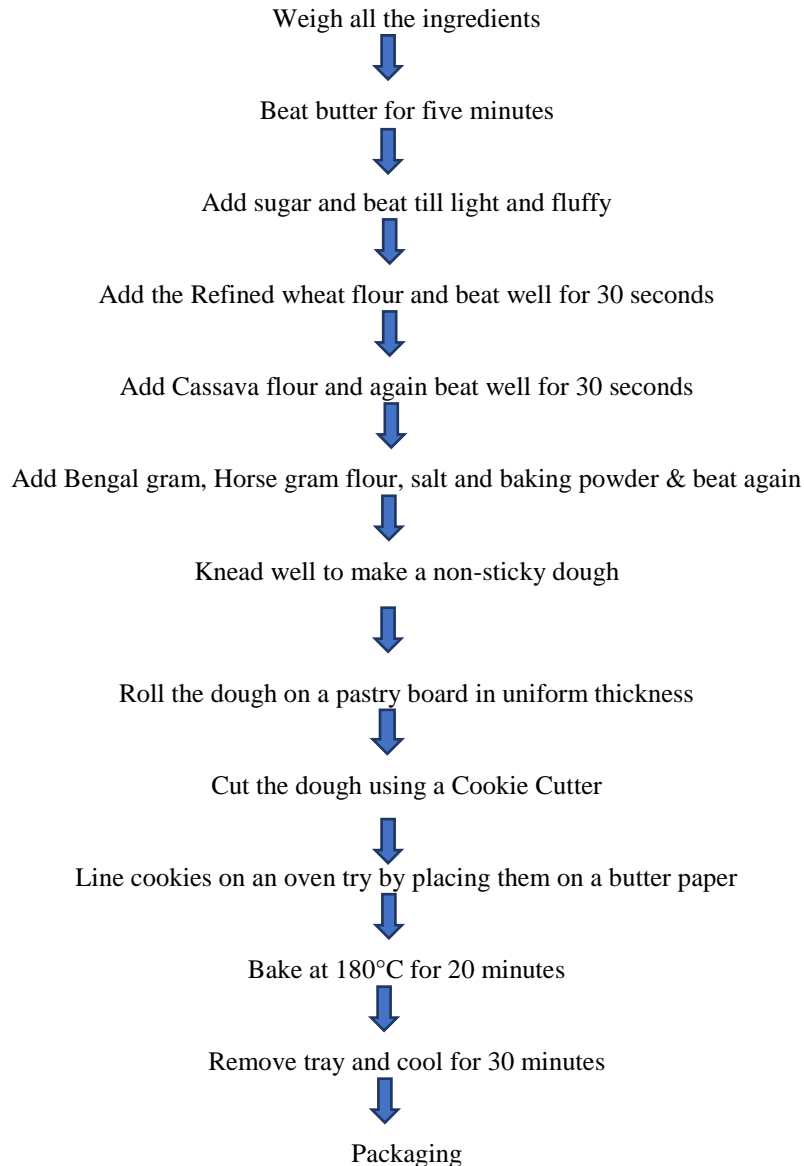 Weigh all the ingredients
Beat butter for five minutes
Add sugar and beat till light and fluffy
Add the Refined wheat flour and beat well for 30 seconds
Add Cassava flour and again beat well for 30 seconds
Add Bengal gram, Horse gram flour, salt and baking powder & beat again
Knead well to make a non-sticky dough
Roll the dough on a pastry board in uniform thickness
Cut the dough using a Cookie Cutter
Line cookies on an oven try by placing them on a butter paper
Bake at 180°C for 20 minutes
Remove tray and cool for 30 minutes
Packaging